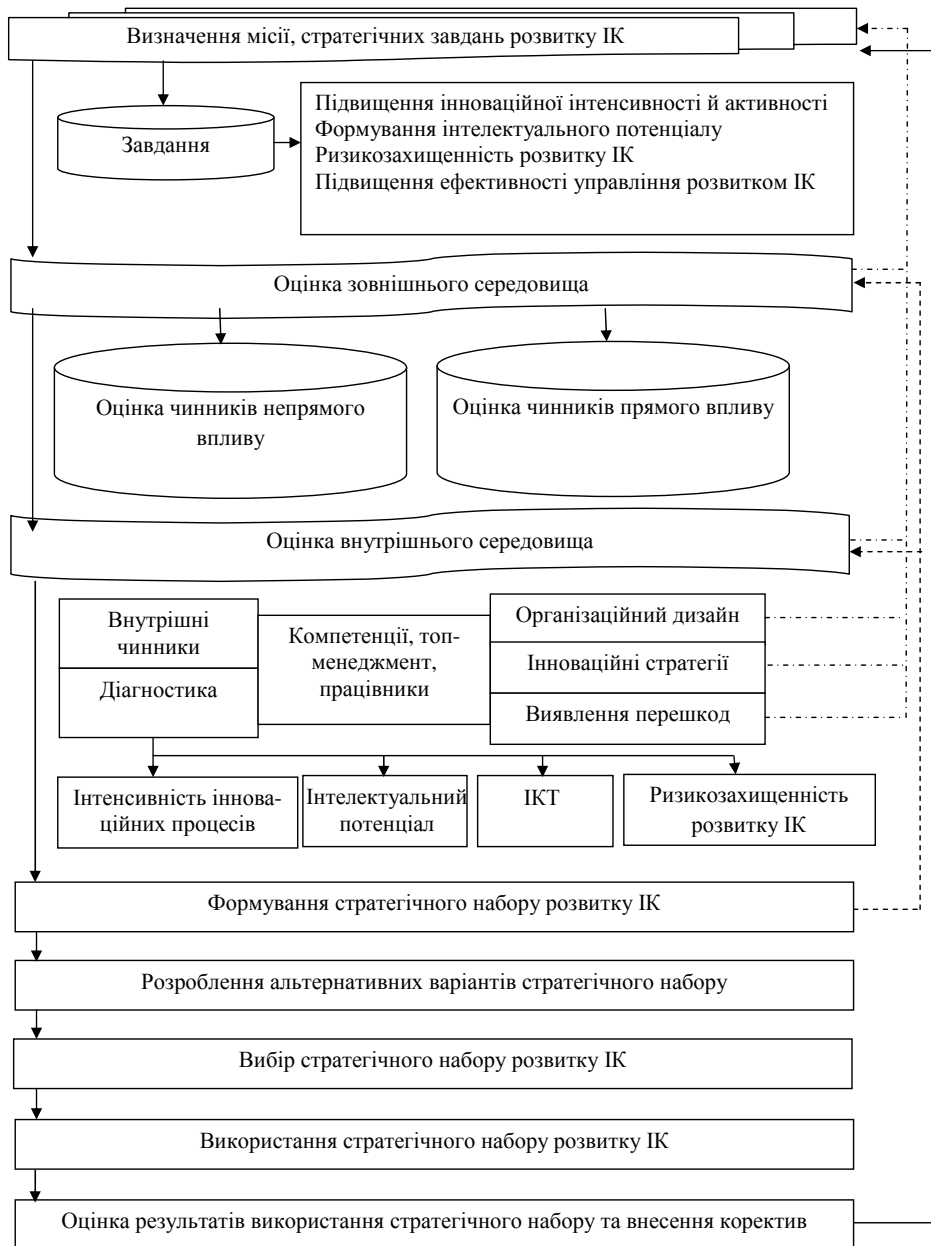 Визначення місії, стратегічних завдань розвитку ІК
Завдання
Підвищення інноваційної інтенсивності й активності
Формування інтелектуального потенціалу
Ризикозахищенність розвитку ІК
Підвищення ефективності управління розвитком ІК
Оцінка зовнішнього середовища
Оцінка чинників непрямого
впливу
Оцінка чинників прямого впливу
Оцінка внутрішнього середовища
Внутрішні
чинники
Діагностика
Компетенції, топ-
менеджмент,
працівники
Організаційний дизайн
Інноваційні стратегії
Виявлення перешкод
Інтенсивність іннова-
ційних процесів
Інтелектуальний
потенціал
ІКТ
Ризикозахищенність
розвитку ІК
Формування стратегічного набору розвитку ІК
Розроблення альтернативних варіантів стратегічного набору
Вибір стратегічного набору розвитку ІК
Використання стратегічного набору розвитку ІК
Оцінка результатів використання стратегічного набору та внесення коректив